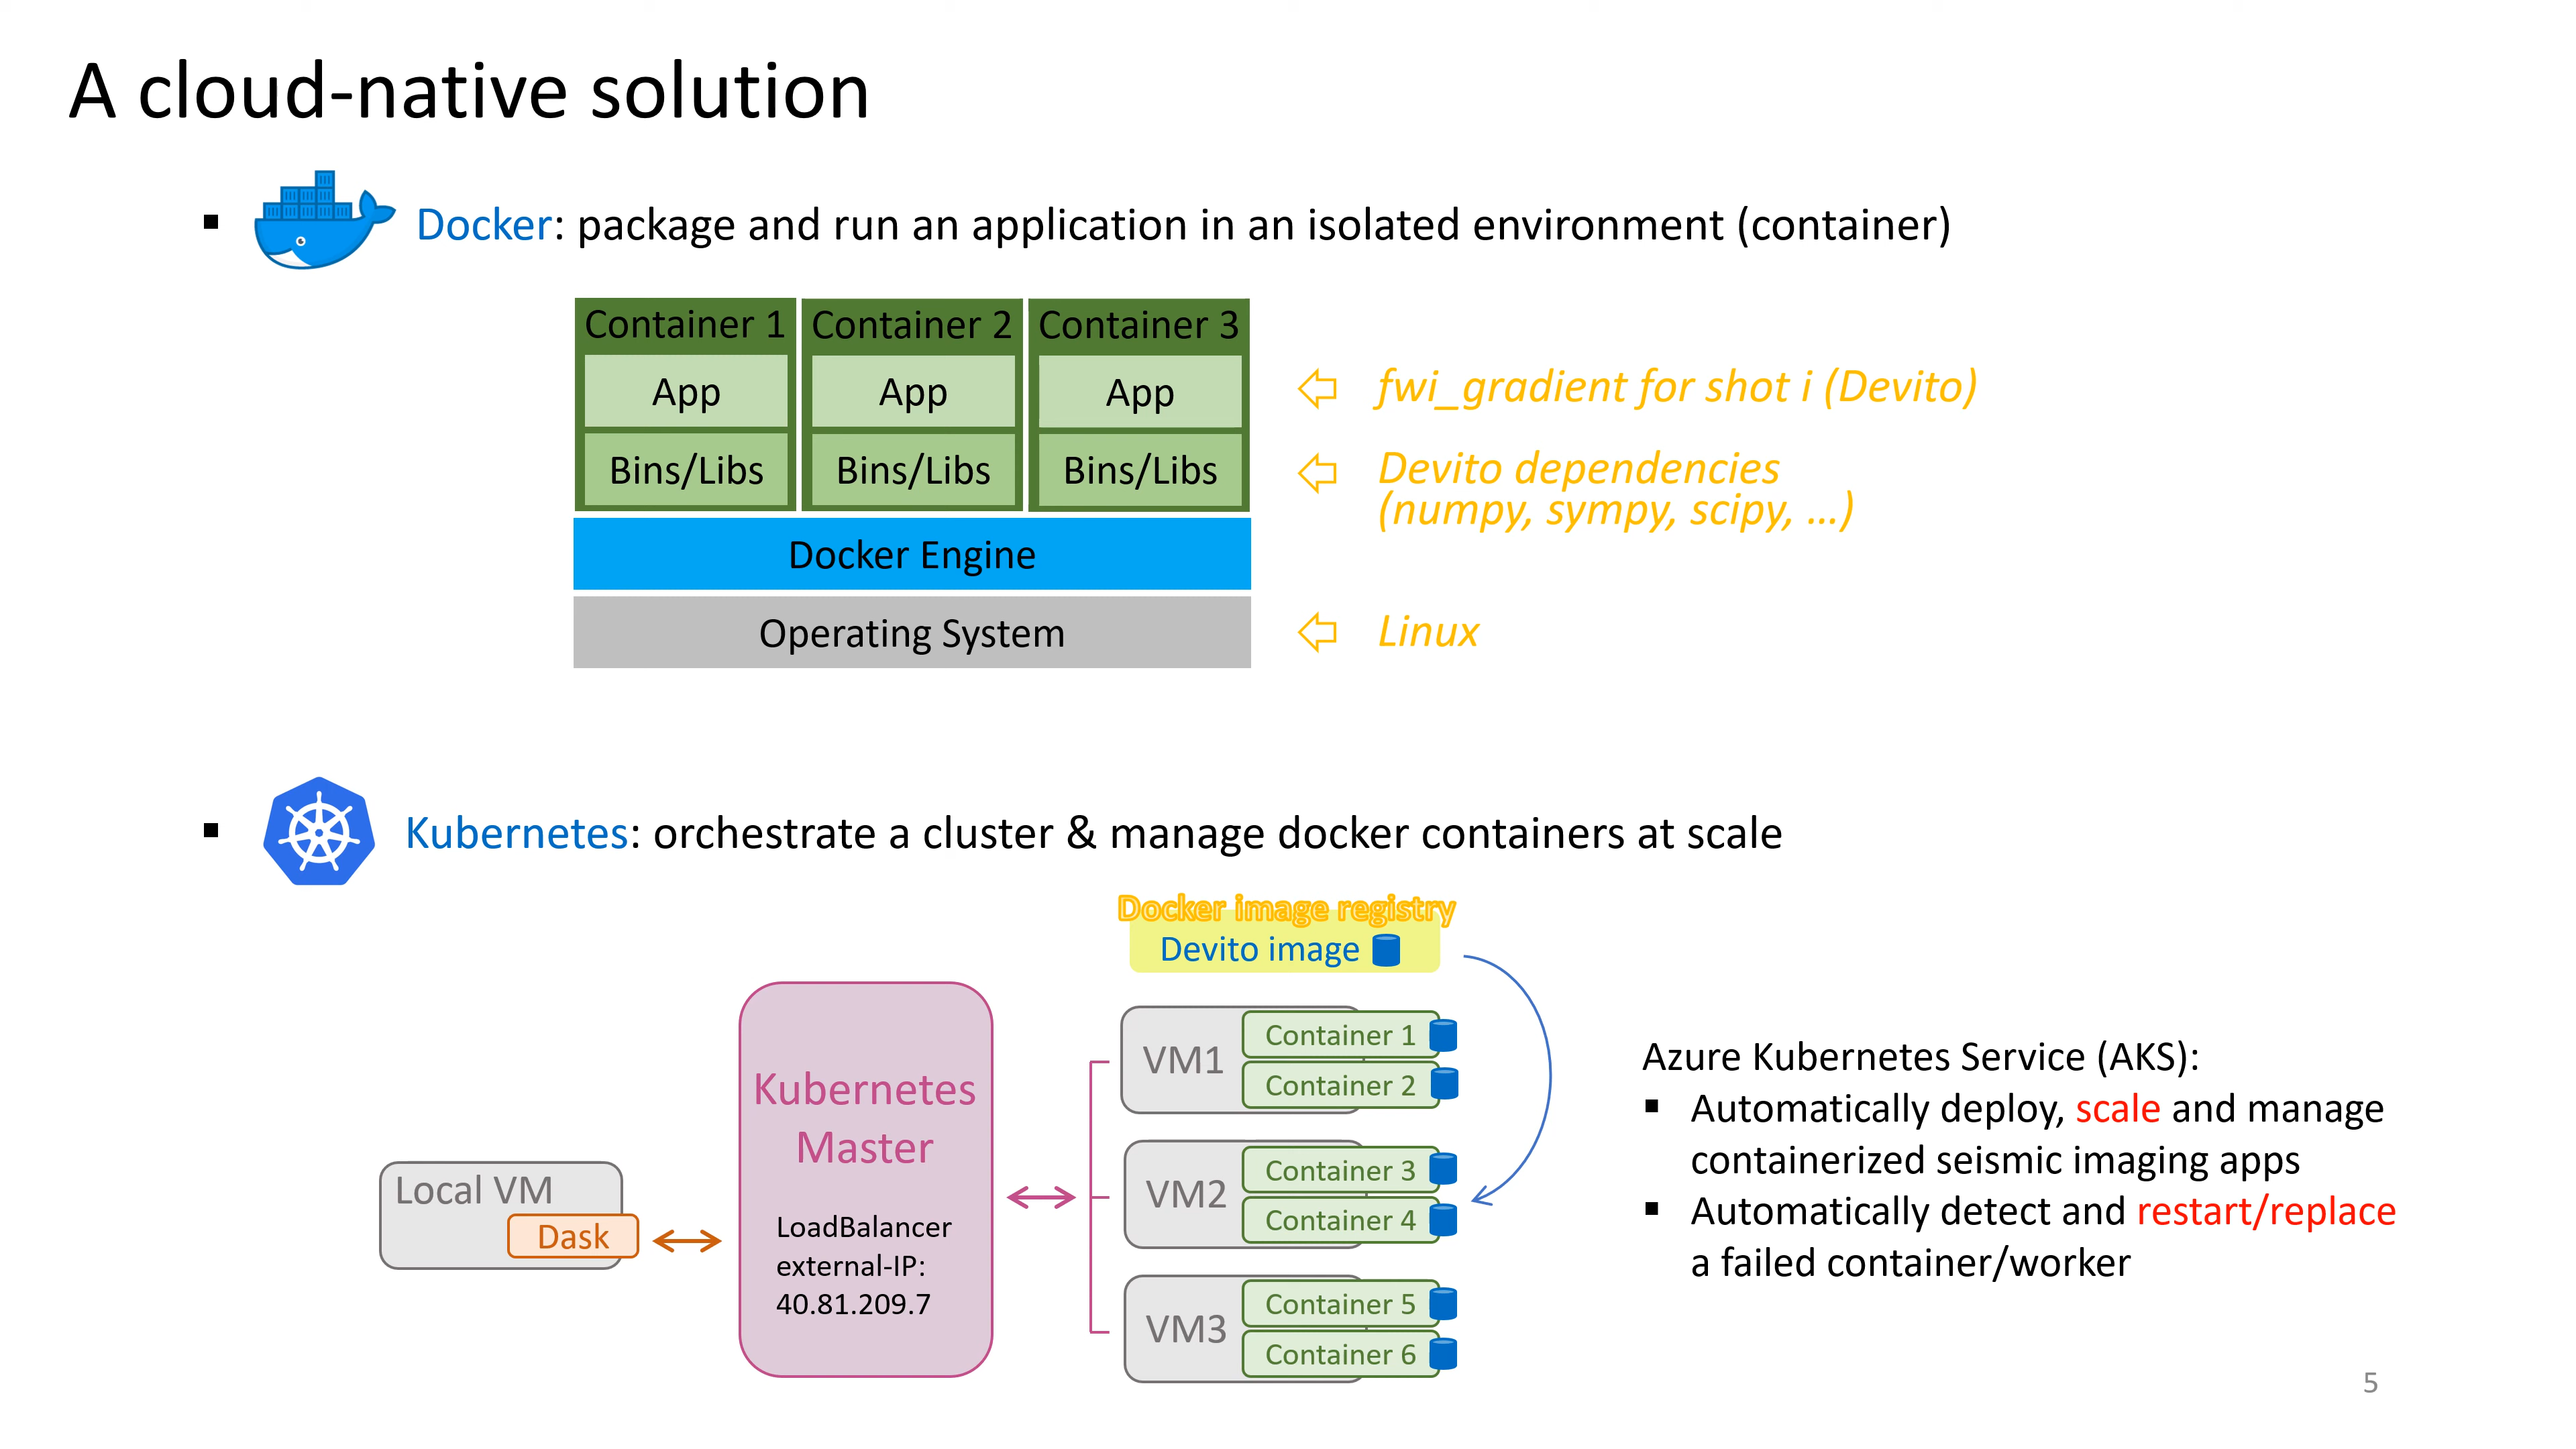 A cloud-native solution
▪ Docker: package and run an application in an isolated environment (container)
Container 1 Container 2 Container 3
App App App
Bins/Libs Bins/Libs Bins/Libs
Docker Engine
Operating System
fwi_gradient for shot i (Devito)
Devito dependencies
(numpy, sympy, scipy, ...)
Linux
▪ Kubernetes: orchestrate a cluster & manage docker containers at scale
Docker image registry
Devito image
Local VM
Dask
Kubernetes
Master
LoadBalancer
external-IP:
40.81.209.7
VM1
Container 1
Container 2
VM2
Container 3
Container 4
VM3
Container 5
Container 6
Azure Kubernetes Service (AKS):
▪ Automatically deploy, scale and manage
containerized seismic imaging apps
▪ Automatically detect and restart/replace
a failed container/worker
5